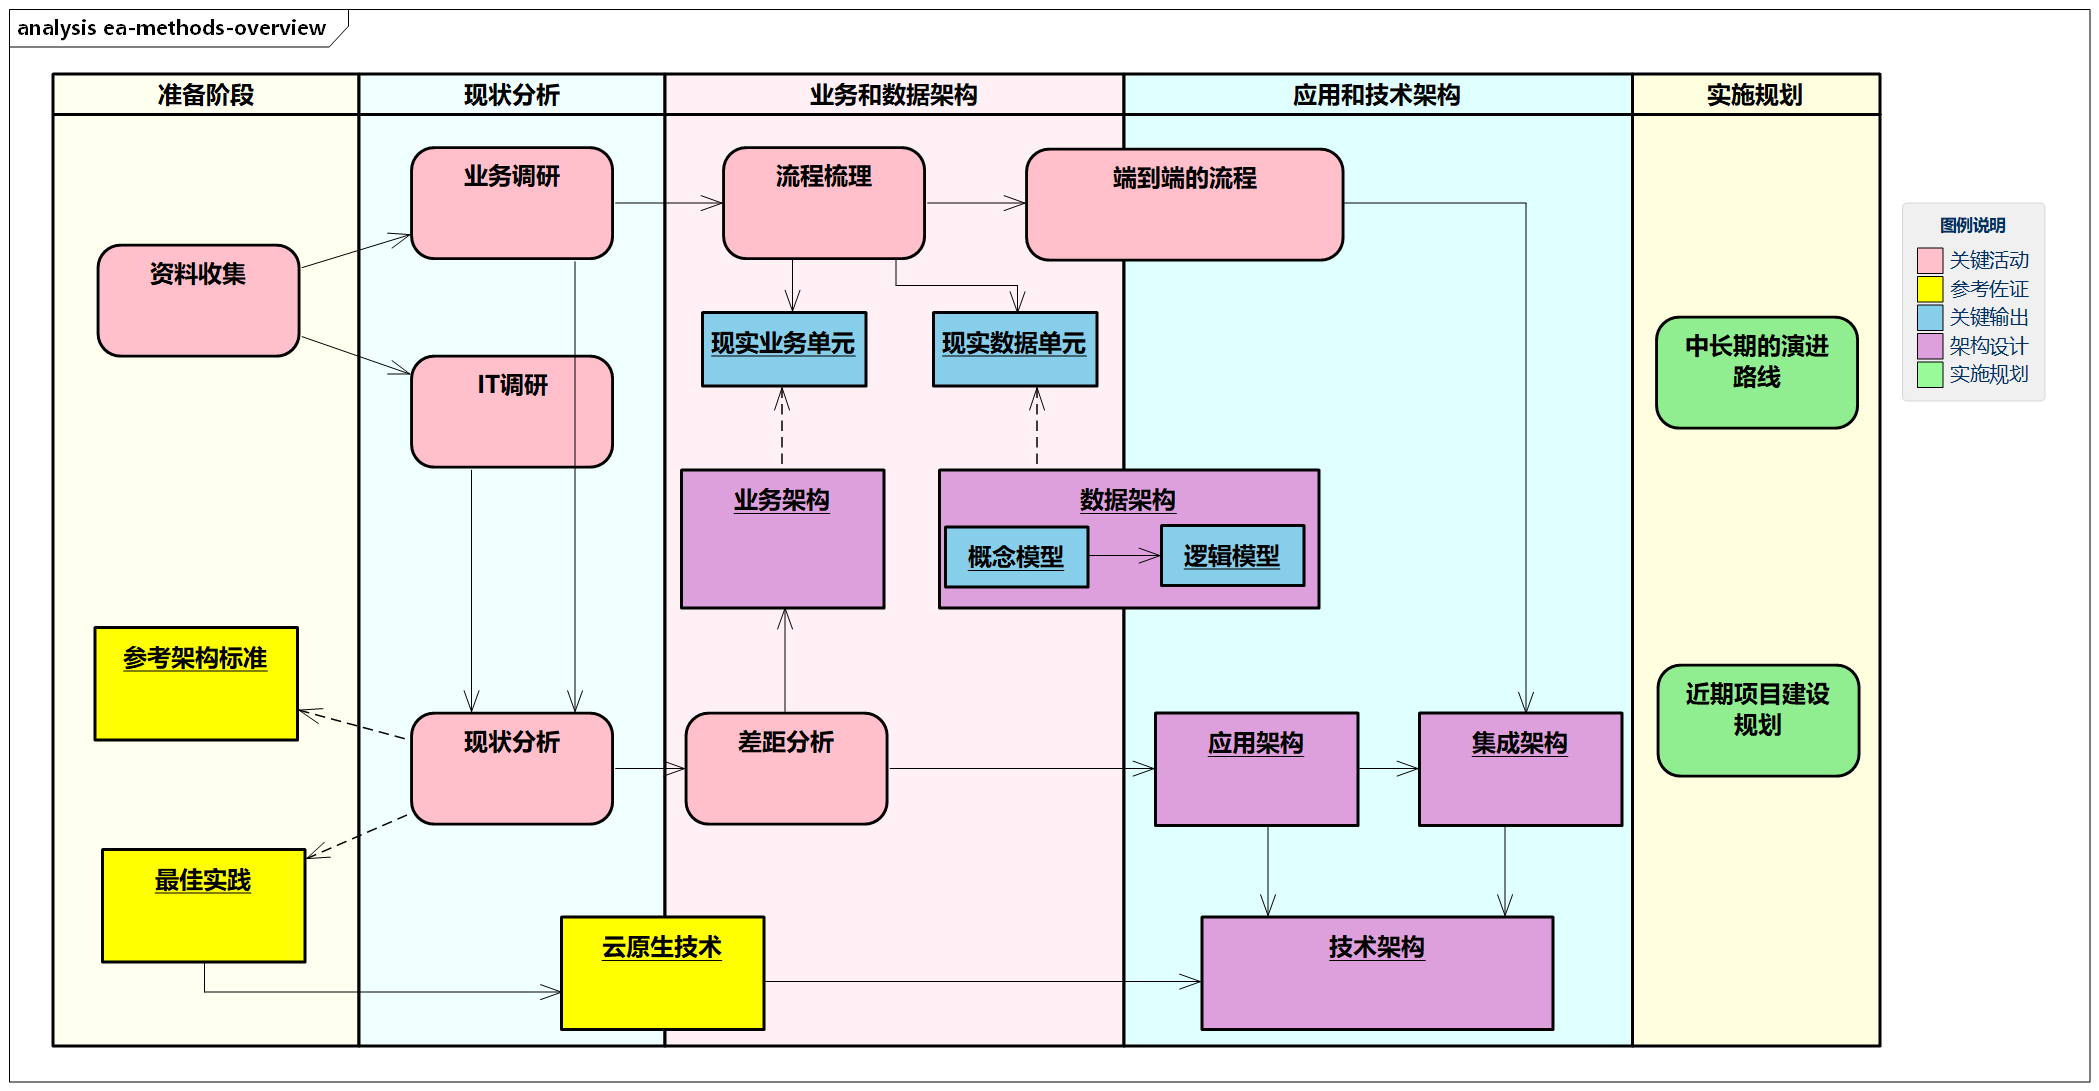 analysis ea-methods-overview
准备阶段
现状分析
业务和数据架构
应用和技术架构
实施规划
业务调研
流程梳理
端到端的流程
资料收集
图例说明
关键活动
参考佐证
关键输出
架构设计
实施规划
现实业务单元
现实数据单元
中长期的演进
路线
IT调研
业务架构
数据架构
概念模型
逻辑模型
参考架构标准
近期项目建设
规划
现状分析
差距分析
应用架构
集成架构
最佳实践
云原生技术
技术架构